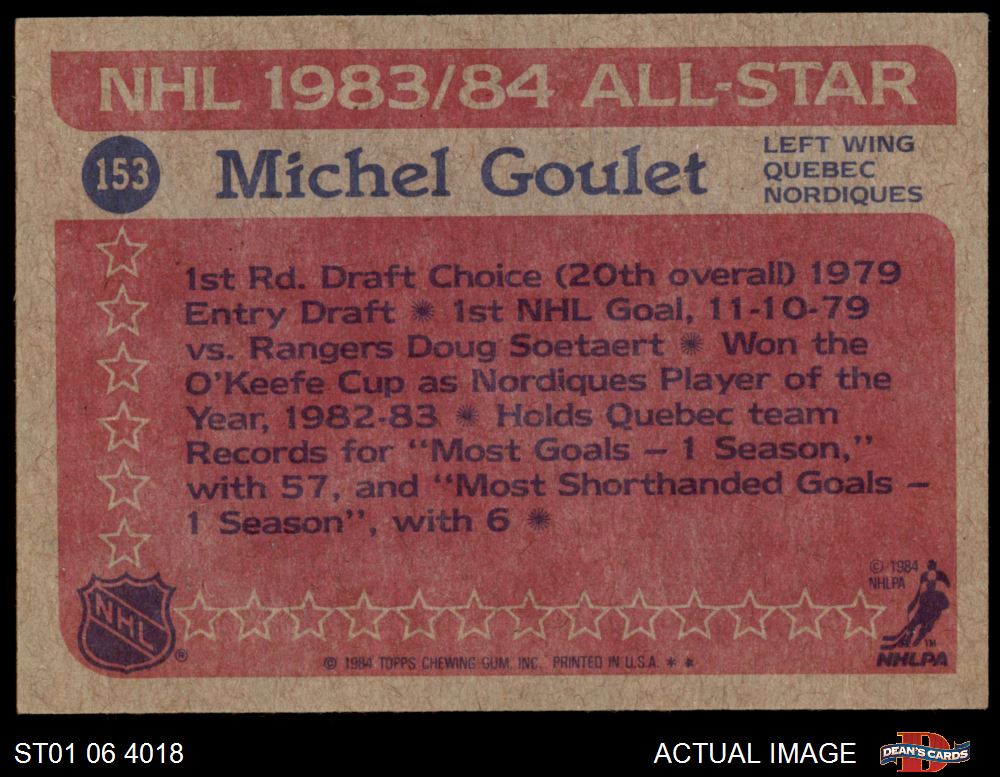 NHL 1983/84 ALL-STAR
153
Michel Goulet
LEFT WING
QUEBEC
NORDIQUES
1st Rd. Draft Choice (20th overall) 1979
Entry Draft ✺ 1st NHL Goal, 11-10-79
vs. Rangers Doug Soetaert ✺ Won the
O'Keefe Cup as Nordiques Player of the
Year, 1982-83 ✺ Holds Quebec team
Records for “Most Goals – 1 Season,”
with 57, and “Most Shorthanded Goals –
1 Season”, with 6 ✺
© 1984
NHLPA
NHL ®
TM
NHLPA
© 1984 TOPPS CHEWING GUM, INC. PRINTED IN U.S.A. * *
ST01 06 4018
ACTUAL IMAGE
D
DEAN'S CARDS